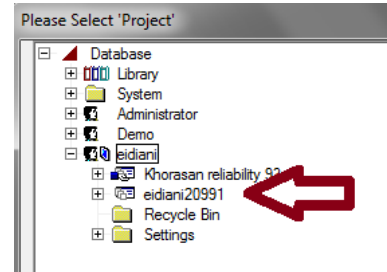 Please Select 'Project'
Database
Library
System
Administrator
Demo
eidiani
Khorasan reliability 92
eidiani20991
Recycle Bin
Settings